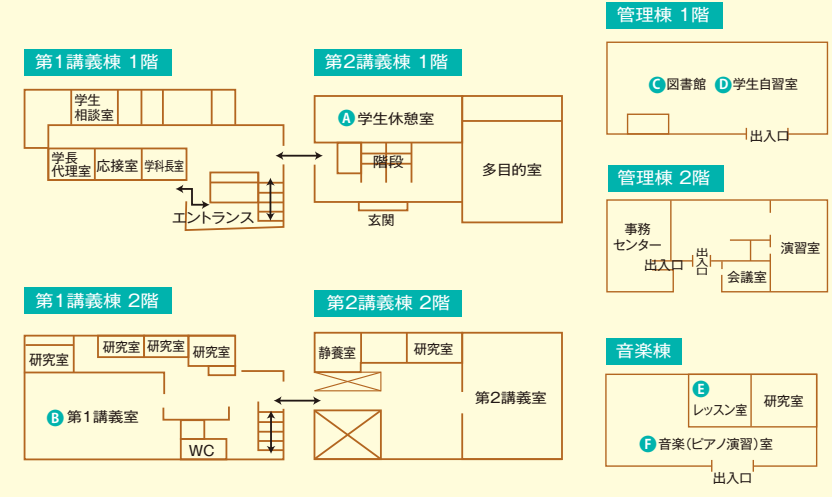 第1講義棟 1階
学生
相談室
学長
代理室
応接室
学科長室
エントランス
第2講義棟 1階
A 学生休憩室
階段
多目的室
玄関
管理棟 1階
C 図書館 D 学生自習室
出入口
管理棟 2階
事務
センター
出入口
出入口
会議室
演習室
第1講義棟 2階
研究室
研究室
研究室
研究室
B 第1講義室
WC
第2講義棟 2階
静養室
研究室
第2講義室
音楽棟
E
レッスン室
研究室
F 音楽(ピアノ演習)室
出入口